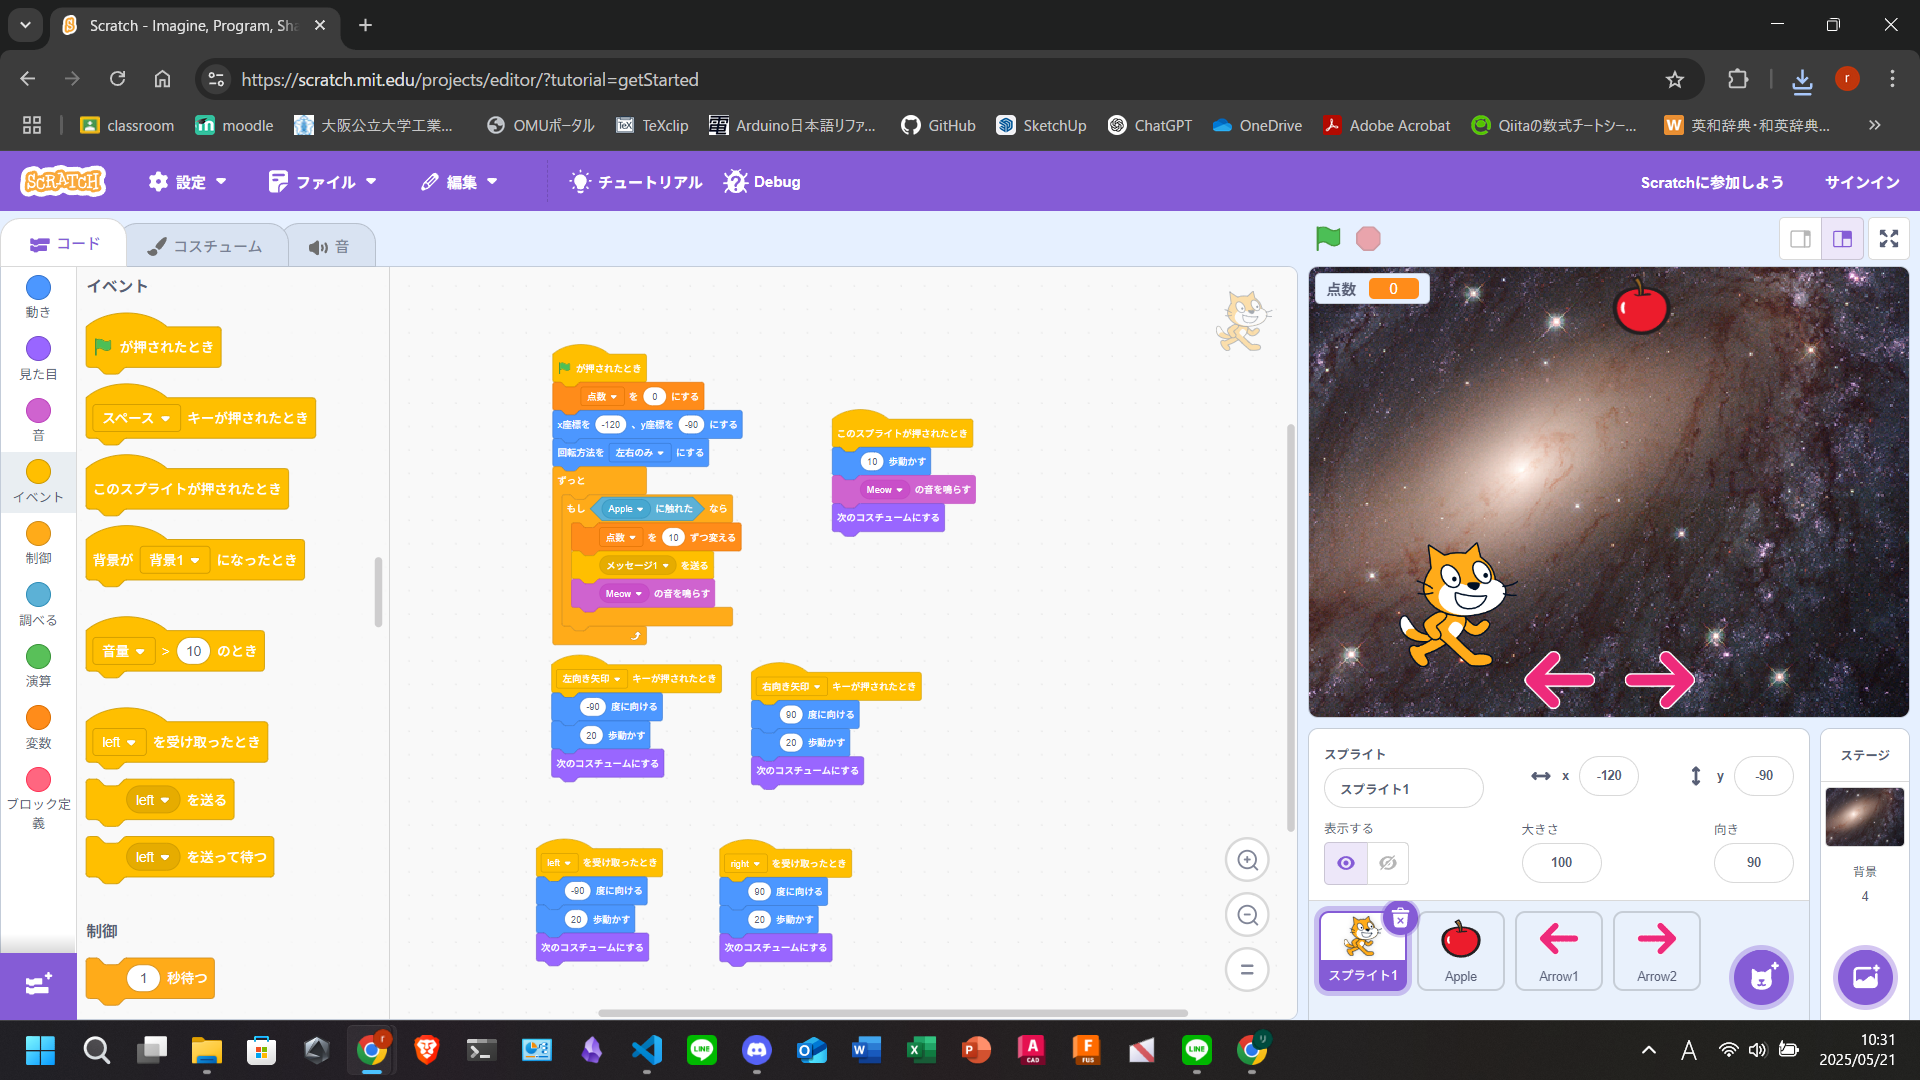 Scratch - Imagine, Program, Sha
https://scratch.mit.edu/projects/editor/?tutorial=getStarted
r
classroom
moodle
大阪公立大学工業...
OMUポータル
TeXclip
Arduino日本語リファ...
GitHub
SketchUp
ChatGPT
OneDrive
Adobe Acrobat
Qiitaの数式チートシー...
英和辞典・和英辞典...
SCRATCH
設定
ファイル
編集
チュートリアル
Debug
Scratchに参加しよう
サインイン
コード
コスチューム
音
動き
見た目
音
イベント
制御
調べる
演算
変数
ブロック定義
イベント
が押されたとき
スペース キーが押されたとき
このスプライトが押されたとき
背景が 背景1 になったとき
音量 > 10 のとき
left を受け取ったとき
left を送る
left を送って待つ
制御
1 秒待つ
が押されたとき
点数 を 0 にする
x座標を -120 、y座標を -90 にする
回転方法を 左右のみ にする
ずっと
もし Apple に触れた なら
点数 を 10 ずつ変える
メッセージ1 を送る
Meow の音を鳴らす
このスプライトが押されたとき
10 歩動かす
Meow の音を鳴らす
次のコスチュームにする
左向き矢印 キーが押されたとき
-90 度に向ける
20 歩動かす
次のコスチュームにする
右向き矢印 キーが押されたとき
90 度に向ける
20 歩動かす
次のコスチュームにする
left を受け取ったとき
-90 度に向ける
20 歩動かす
次のコスチュームにする
right を受け取ったとき
90 度に向ける
20 歩動かす
次のコスチュームにする
点数 0
スプライト
スプライト1
x -120
y -90
表示する
大きさ
100
向き
90
スプライト1
Apple
Arrow1
Arrow2
ステージ
背景
4
A
10:31
2025/05/21